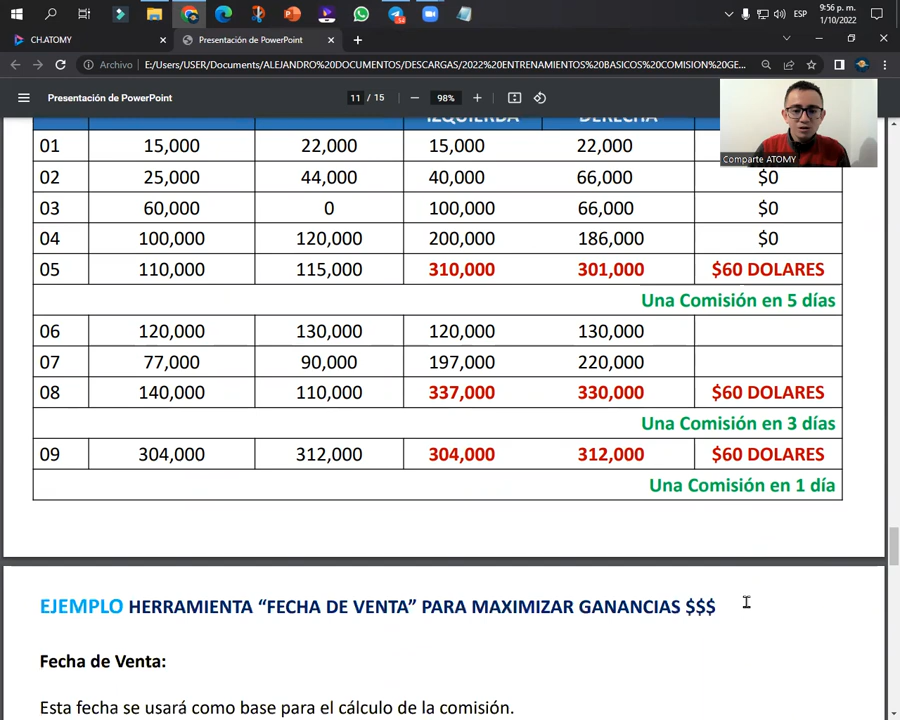 ESP
9:56 p. m.
1/10/2022
CH.ATOMY
Presentación de PowerPoint
Archivo | E:/Users/USER/Documents/ALEJANDRO%20DOCUMENTOS/DESCARGAS/2022%20ENTRENAMIENTOS%20BASICOS%20COMISION%20GE...
Presentación de PowerPoint
11 / 15
98%
Comparte ATOMY
IZQUIERDA DERECHA
01 15,000 22,000 15,000 22,000
02 25,000 44,000 40,000 66,000 $0
03 60,000 0 100,000 66,000 $0
04 100,000 120,000 200,000 186,000 $0
05 110,000 115,000 310,000 301,000 $60 DOLARES
Una Comisión en 5 días
06 120,000 130,000 120,000 130,000
07 77,000 90,000 197,000 220,000
08 140,000 110,000 337,000 330,000 $60 DOLARES
Una Comisión en 3 días
09 304,000 312,000 304,000 312,000 $60 DOLARES
Una Comisión en 1 día
EJEMPLO HERRAMIENTA “FECHA DE VENTA” PARA MAXIMIZAR GANANCIAS $$$
Fecha de Venta:
Esta fecha se usará como base para el cálculo de la comisión.